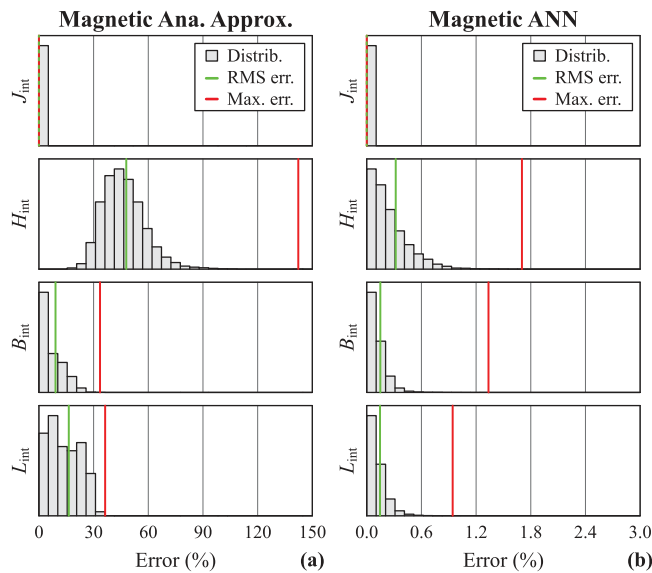 Magnetic Ana. Approx.
Magnetic ANN
J_int
Distrib.
RMS err.
Max. err.
J_int
Distrib.
RMS err.
Max. err.
H_int
H_int
B_int
B_int
L_int
L_int
0 30 60 90 120 150
0.0 0.6 1.2 1.8 2.4 3.0
Error (%)
(a)
Error (%)
(b)